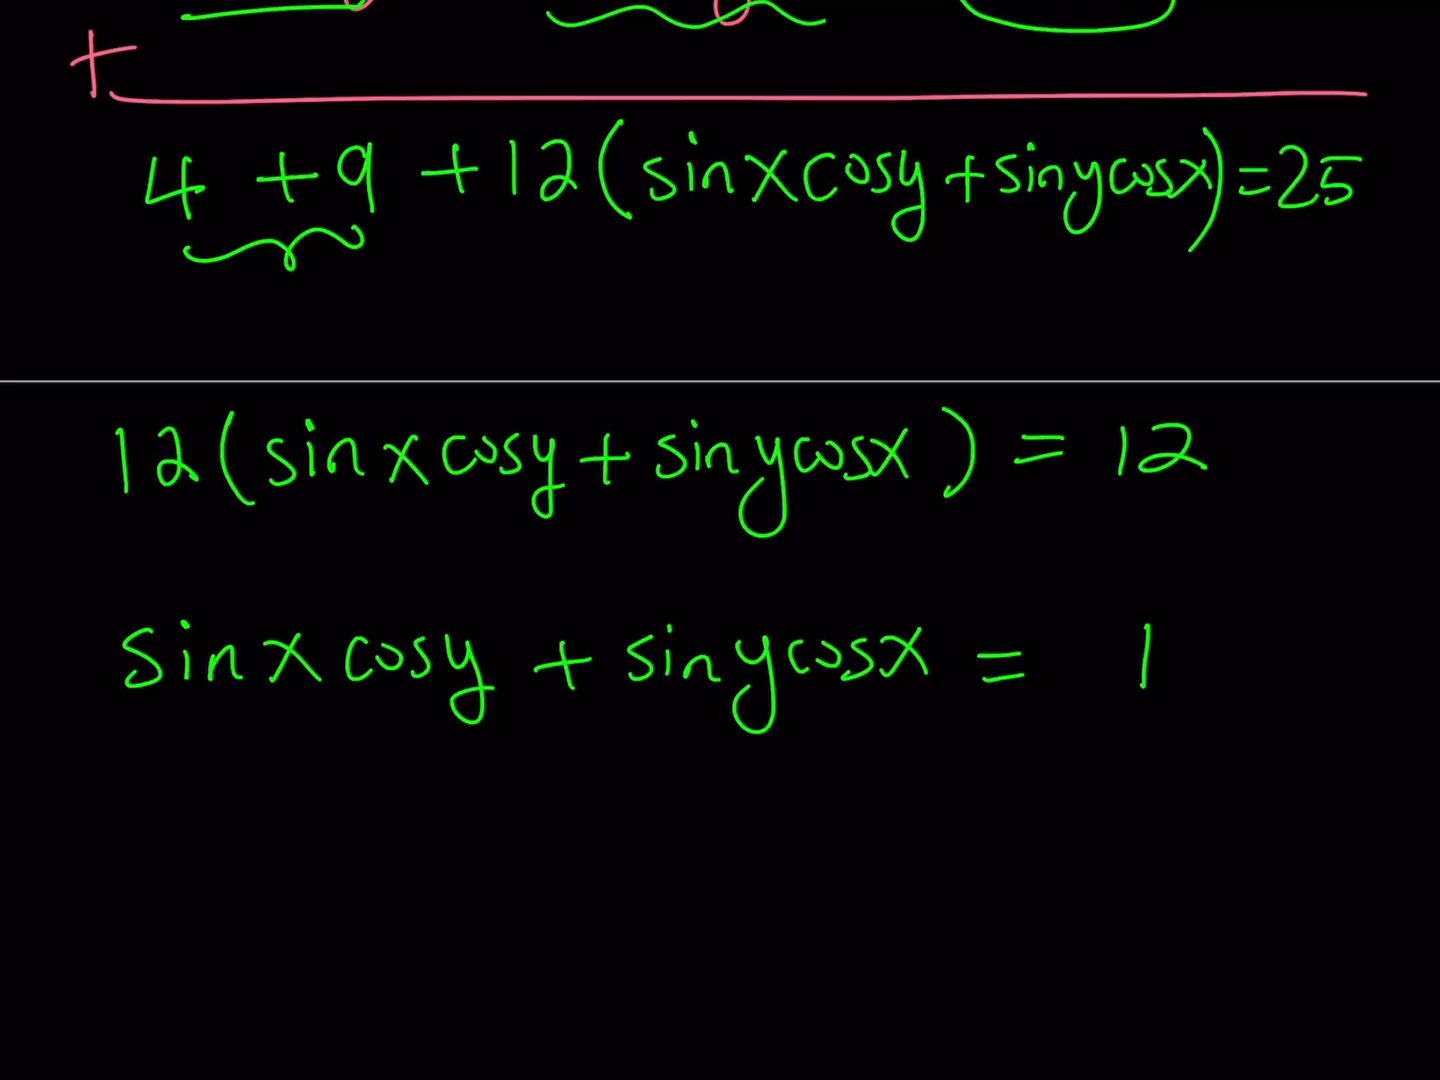 +
4 + 9 + 12(sinxcosy+sinycosx)=25
12(sinxcosy+sinycosx) = 12
sinxcosy + sinycosx = 1